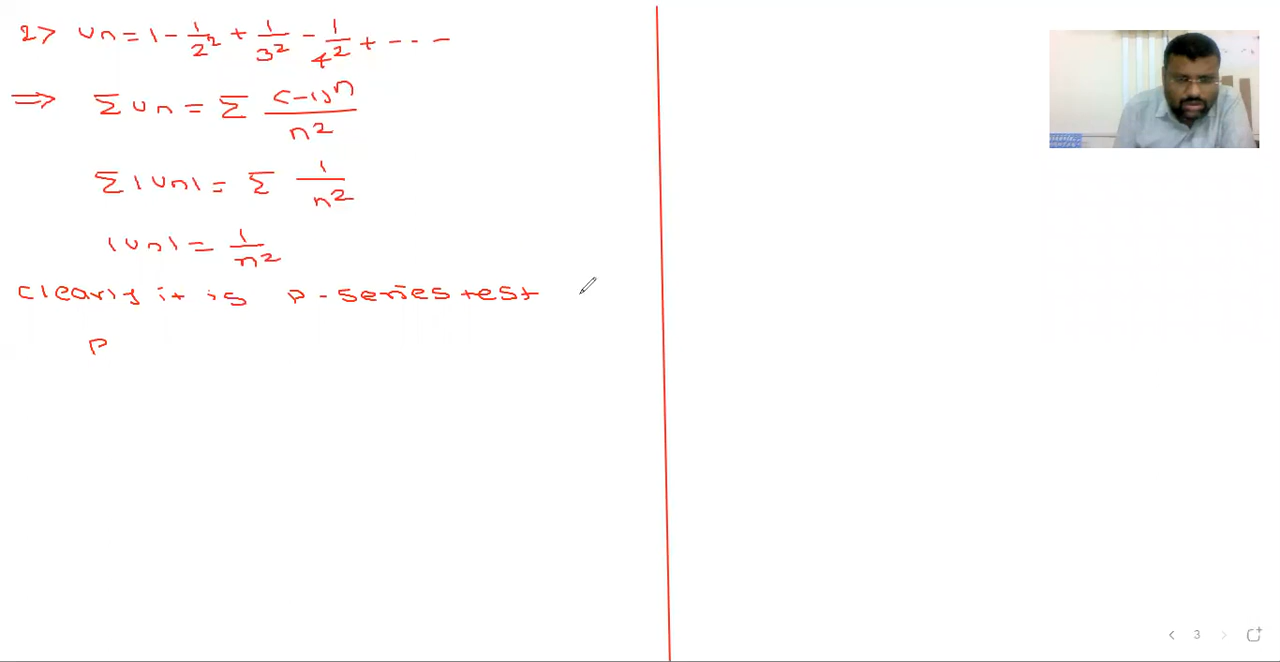 2> Un = 1 - 1/2² + 1/3² - 1/4² + ----
⇒ Σ Un = Σ (-1)ⁿ/n²
Σ |Un| = Σ 1/n²
|Un| = 1/n²
clearly it is P-series test
P
3